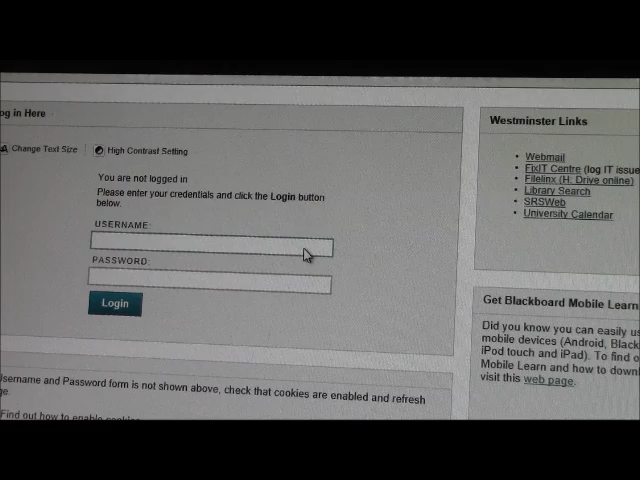 og in Here
Change Text Size
High Contrast Setting
You are not logged in
Please enter your credentials and click the Login button
below.
USERNAME:
PASSWORD:
Login
sername and Password form is not shown above, check that cookies are enabled and refresh
ge.
Find out how to enable cookies
Westminster Links
Webmail
FixIT Centre (log IT issue
Filelinx (H: Drive online)
Library Search
SRSWeb
University Calendar
Get Blackboard Mobile Learn
Did you know you can easily us
mobile devices (Android, Black
iPod touch and iPad). To find o
Mobile Learn and how to down
visit this web page.